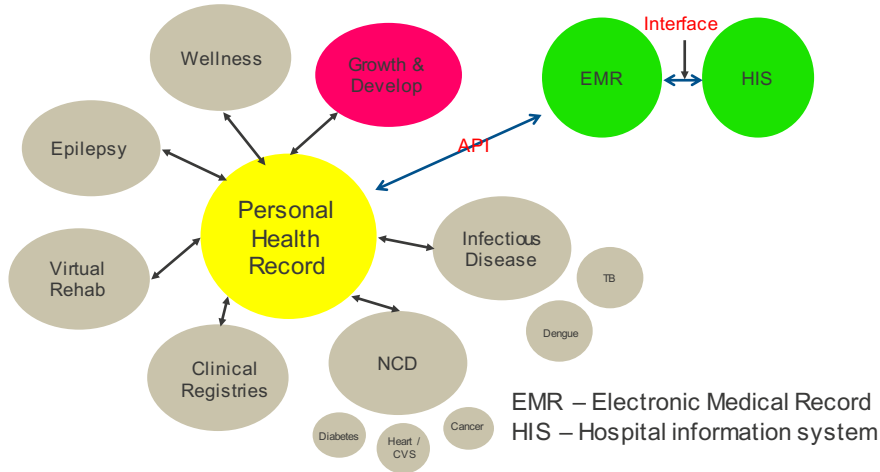 Interface
Wellness
Growth &
Develop
EMR
HIS
API
Epilepsy
Personal
Health
Record
Infectious
Disease
Virtual
Rehab
TB
Dengue
Clinical
Registries
NCD
Diabetes
Heart /
CVS
Cancer
EMR – Electronic Medical Record
HIS – Hospital information system